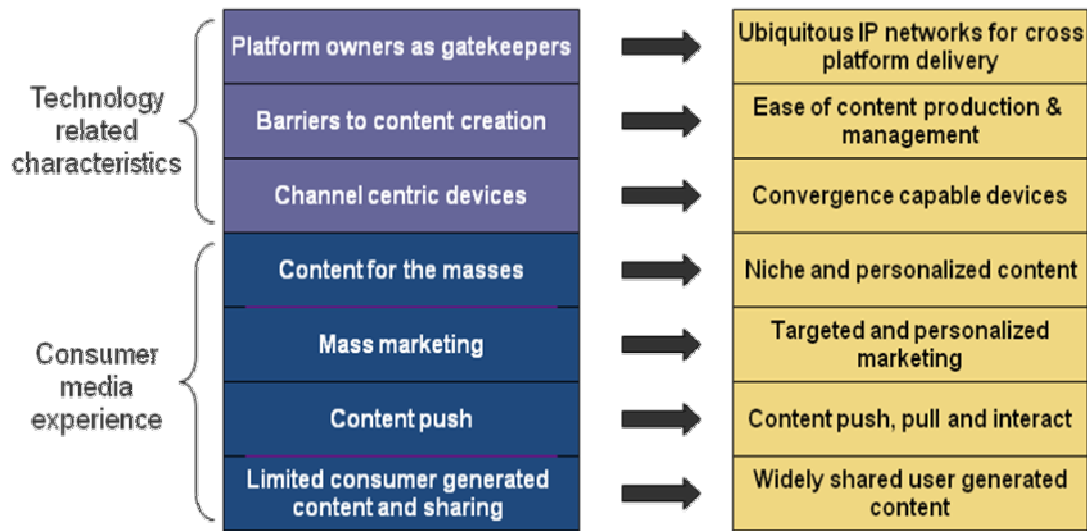 Technology
related
characteristics
Platform owners as gatekeepers
Ubiquitous IP networks for cross
platform delivery
Barriers to content creation
Ease of content production &
management
Channel centric devices
Convergence capable devices
Consumer
media
experience
Content for the masses
Niche and personalized content
Mass marketing
Targeted and personalized
marketing
Content push
Content push, pull and interact
Limited consumer generated
content and sharing
Widely shared user generated
content